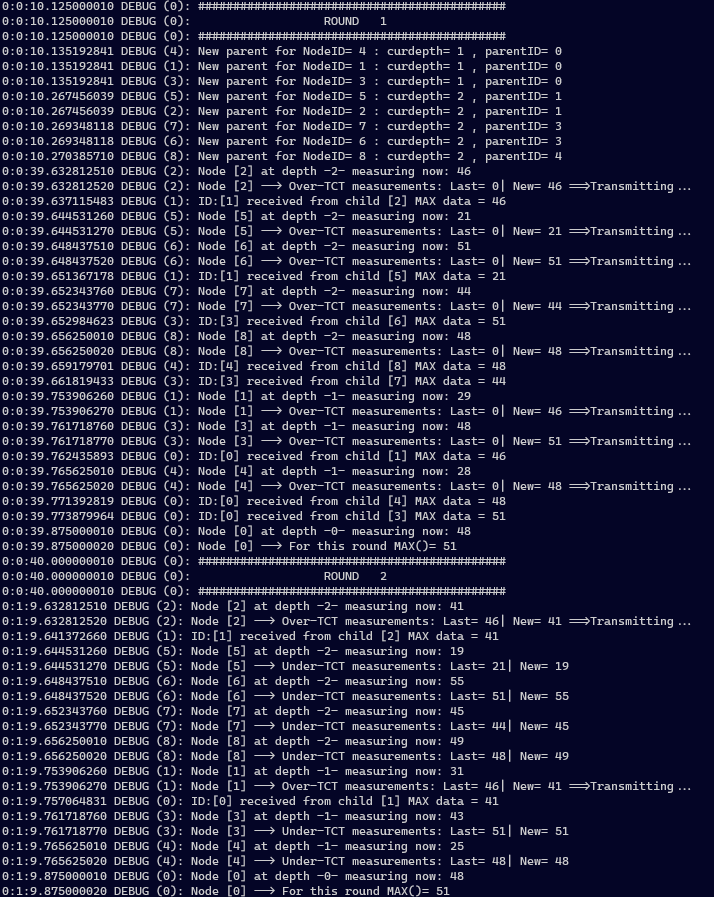 0:0:10.125000010 DEBUG (0): ###########################################
0:0:10.125000010 DEBUG (0):                   ROUND   1
0:0:10.125000010 DEBUG (0): ###########################################
0:0:10.135192841 DEBUG (4): New parent for NodeID= 4 : curdepth= 1 , parentID= 0
0:0:10.135192841 DEBUG (1): New parent for NodeID= 1 : curdepth= 1 , parentID= 0
0:0:10.135192841 DEBUG (3): New parent for NodeID= 3 : curdepth= 1 , parentID= 0
0:0:10.267456039 DEBUG (5): New parent for NodeID= 5 : curdepth= 2 , parentID= 1
0:0:10.267456039 DEBUG (2): New parent for NodeID= 2 : curdepth= 2 , parentID= 1
0:0:10.269348118 DEBUG (7): New parent for NodeID= 7 : curdepth= 2 , parentID= 3
0:0:10.269348118 DEBUG (6): New parent for NodeID= 6 : curdepth= 2 , parentID= 3
0:0:10.270385710 DEBUG (8): New parent for NodeID= 8 : curdepth= 2 , parentID= 4
0:0:39.632812510 DEBUG (2): Node [2] at depth -2- measuring now: 46
0:0:39.632812520 DEBUG (2): Node [2] --> Over-TCT measurements: Last= 0| New= 46 ==>Transmitting...
0:0:39.637115483 DEBUG (1): ID:[1] received from child [2] MAX data = 46
0:0:39.644531260 DEBUG (5): Node [5] at depth -2- measuring now: 21
0:0:39.644531270 DEBUG (5): Node [5] --> Over-TCT measurements: Last= 0| New= 21 ==>Transmitting...
0:0:39.648437510 DEBUG (6): Node [6] at depth -2- measuring now: 51
0:0:39.648437520 DEBUG (6): Node [6] --> Over-TCT measurements: Last= 0| New= 51 ==>Transmitting...
0:0:39.651367178 DEBUG (1): ID:[1] received from child [5] MAX data = 21
0:0:39.652343760 DEBUG (7): Node [7] at depth -2- measuring now: 44
0:0:39.652343770 DEBUG (7): Node [7] --> Over-TCT measurements: Last= 0| New= 44 ==>Transmitting...
0:0:39.652984623 DEBUG (3): ID:[3] received from child [6] MAX data = 51
0:0:39.656250010 DEBUG (8): Node [8] at depth -2- measuring now: 48
0:0:39.656250020 DEBUG (8): Node [8] --> Over-TCT measurements: Last= 0| New= 48 ==>Transmitting...
0:0:39.659179701 DEBUG (4): ID:[4] received from child [8] MAX data = 48
0:0:39.661819433 DEBUG (3): ID:[3] received from child [7] MAX data = 44
0:0:39.753906260 DEBUG (1): Node [1] at depth -1- measuring now: 29
0:0:39.753906270 DEBUG (1): Node [1] --> Over-TCT measurements: Last= 0| New= 46 ==>Transmitting...
0:0:39.761718760 DEBUG (3): Node [3] at depth -1- measuring now: 48
0:0:39.761718770 DEBUG (3): Node [3] --> Over-TCT measurements: Last= 0| New= 51 ==>Transmitting...
0:0:39.762435893 DEBUG (0): ID:[0] received from child [1] MAX data = 46
0:0:39.765625010 DEBUG (4): Node [4] at depth -1- measuring now: 28
0:0:39.765625020 DEBUG (4): Node [4] --> Over-TCT measurements: Last= 0| New= 48 ==>Transmitting...
0:0:39.771392819 DEBUG (0): ID:[0] received from child [4] MAX data = 48
0:0:39.773879964 DEBUG (0): ID:[0] received from child [3] MAX data = 51
0:0:39.875000010 DEBUG (0): Node [0] at depth -0- measuring now: 48
0:0:39.875000020 DEBUG (0): Node [0] --> For this round MAX()= 51
0:0:40.000000010 DEBUG (0): ###########################################
0:0:40.000000010 DEBUG (0):                   ROUND   2
0:0:40.000000010 DEBUG (0): ###########################################
0:1:9.632812510 DEBUG (2): Node [2] at depth -2- measuring now: 41
0:1:9.632812520 DEBUG (2): Node [2] --> Over-TCT measurements: Last= 46| New= 41 ==>Transmitting...
0:1:9.641372660 DEBUG (1): ID:[1] received from child [2] MAX data = 41
0:1:9.644531260 DEBUG (5): Node [5] at depth -2- measuring now: 19
0:1:9.644531270 DEBUG (5): Node [5] --> Under-TCT measurements: Last= 21| New= 19
0:1:9.648437510 DEBUG (6): Node [6] at depth -2- measuring now: 55
0:1:9.648437520 DEBUG (6): Node [6] --> Under-TCT measurements: Last= 51| New= 55
0:1:9.652343760 DEBUG (7): Node [7] at depth -2- measuring now: 45
0:1:9.652343770 DEBUG (7): Node [7] --> Under-TCT measurements: Last= 44| New= 45
0:1:9.656250010 DEBUG (8): Node [8] at depth -2- measuring now: 49
0:1:9.656250020 DEBUG (8): Node [8] --> Under-TCT measurements: Last= 48| New= 49
0:1:9.753906260 DEBUG (1): Node [1] at depth -1- measuring now: 31
0:1:9.753906270 DEBUG (1): Node [1] --> Over-TCT measurements: Last= 46| New= 41 ==>Transmitting...
0:1:9.757064831 DEBUG (0): ID:[0] received from child [1] MAX data = 41
0:1:9.761718760 DEBUG (3): Node [3] at depth -1- measuring now: 43
0:1:9.761718770 DEBUG (3): Node [3] --> Under-TCT measurements: Last= 51| New= 51
0:1:9.765625010 DEBUG (4): Node [4] at depth -1- measuring now: 25
0:1:9.765625020 DEBUG (4): Node [4] --> Under-TCT measurements: Last= 48| New= 48
0:1:9.875000010 DEBUG (0): Node [0] at depth -0- measuring now: 48
0:1:9.875000020 DEBUG (0): Node [0] --> For this round MAX()= 51